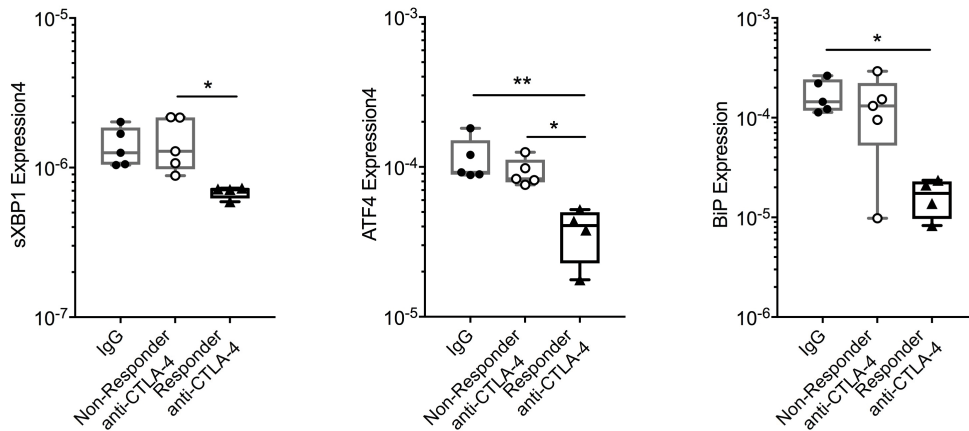 sXBP1 Expression4
10-5
10-6
10-7
*
IgG
Non-Responder
anti-CTLA-4
Responder
anti-CTLA-4
ATF4 Expression4
10-3
10-4
10-5
**
*
IgG
Non-Responder
anti-CTLA-4
Responder
anti-CTLA-4
BiP Expression
10-3
10-4
10-5
10-6
*
IgG
Non-Responder
anti-CTLA-4
Responder
anti-CTLA-4